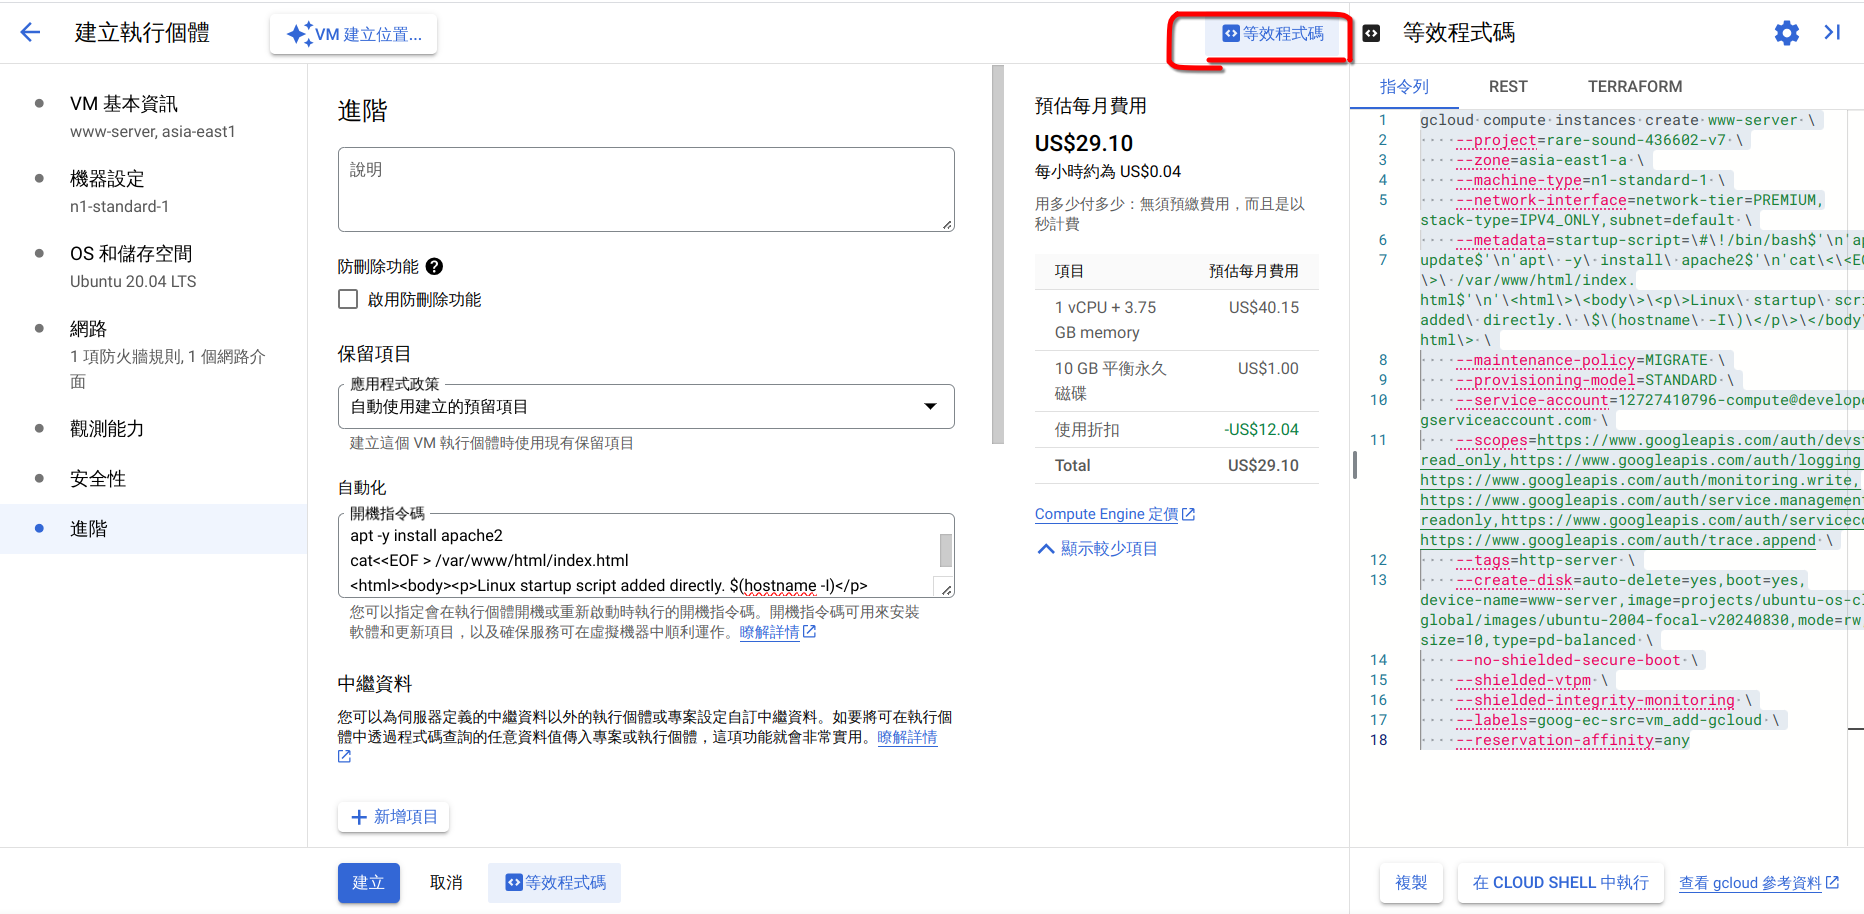 建立執行個體
VM 建立位置...
等效程式碼
等效程式碼
VM 基本資訊
www-server, asia-east1
機器設定
n1-standard-1
OS 和儲存空間
Ubuntu 20.04 LTS
網路
1 項防火牆規則, 1 個網路介
面
觀測能力
安全性
進階
進階
說明
防刪除功能
啟用防刪除功能
保留項目
應用程式政策
自動使用建立的預留項目
建立這個 VM 執行個體時使用現有保留項目
自動化
開機指令碼
apt -y install apache2
cat<<EOF > /var/www/html/index.html
<html><body><p>Linux startup script added directly. $(hostname -I)</p>
您可以指定會在執行個體開機或重新啟動時執行的開機指令碼。開機指令碼可用來安裝
軟體和更新項目，以及確保服務可在虛擬機器中順利運作。瞭解詳情
中繼資料
您可以為伺服器定義的中繼資料以外的執行個體或專案設定自訂中繼資料。如要將可在執行個
體中透過程式碼查詢的任意資料值傳入專案或執行個體，這項功能就會非常實用。瞭解詳情
新增項目
建立
取消
等效程式碼
預估每月費用
US$29.10
每小時約為 US$0.04
用多少付多少：無須預繳費用，而且是以
秒計費
項目 預估每月費用
1 vCPU + 3.75 US$40.15
GB memory
10 GB 平衡永久 US$1.00
磁碟
使用折扣 -US$12.04
Total US$29.10
Compute Engine 定價
顯示較少項目
指令列 REST TERRAFORM
1 gcloud compute instances create www-server \
2 --project=rare-sound-436602-v7 \
3 --zone=asia-east1-a \
4 --machine-type=n1-standard-1 \
5 --network-interface=network-tier=PREMIUM,
stack-type=IPV4_ONLY,subnet=default \
6 --metadata=startup-script=\#\!/bin/bash$'\n'ap
7 update$'\n'apt\ -y\ install\ apache2$'\n'cat\<\<EO
\>\ /var/www/html/index.
html$'\n'\<html\>\<body\>\<p\>Linux\ startup\ scri
added\ directly.\ \$\(hostname\ -I\)\</p\>\</body
html\> \
8 --maintenance-policy=MIGRATE \
9 --provisioning-model=STANDARD \
10 --service-account=12727410796-compute@develope
gserviceaccount.com \
11 --scopes=https://www.googleapis.com/auth/devst
read_only,https://www.googleapis.com/auth/logging
https://www.googleapis.com/auth/monitoring.write,
https://www.googleapis.com/auth/service.management
readonly,https://www.googleapis.com/auth/servicec
https://www.googleapis.com/auth/trace.append \
12 --tags=http-server \
13 --create-disk=auto-delete=yes,boot=yes,
device-name=www-server,image=projects/ubuntu-os-cl
global/images/ubuntu-2004-focal-v20240830,mode=rw
size=10,type=pd-balanced \
14 --no-shielded-secure-boot \
15 --shielded-vtpm \
16 --shielded-integrity-monitoring \
17 --labels=goog-ec-src=vm_add-gcloud \
18 --reservation-affinity=any
複製
在 CLOUD SHELL 中執行
查看 gcloud 參考資料